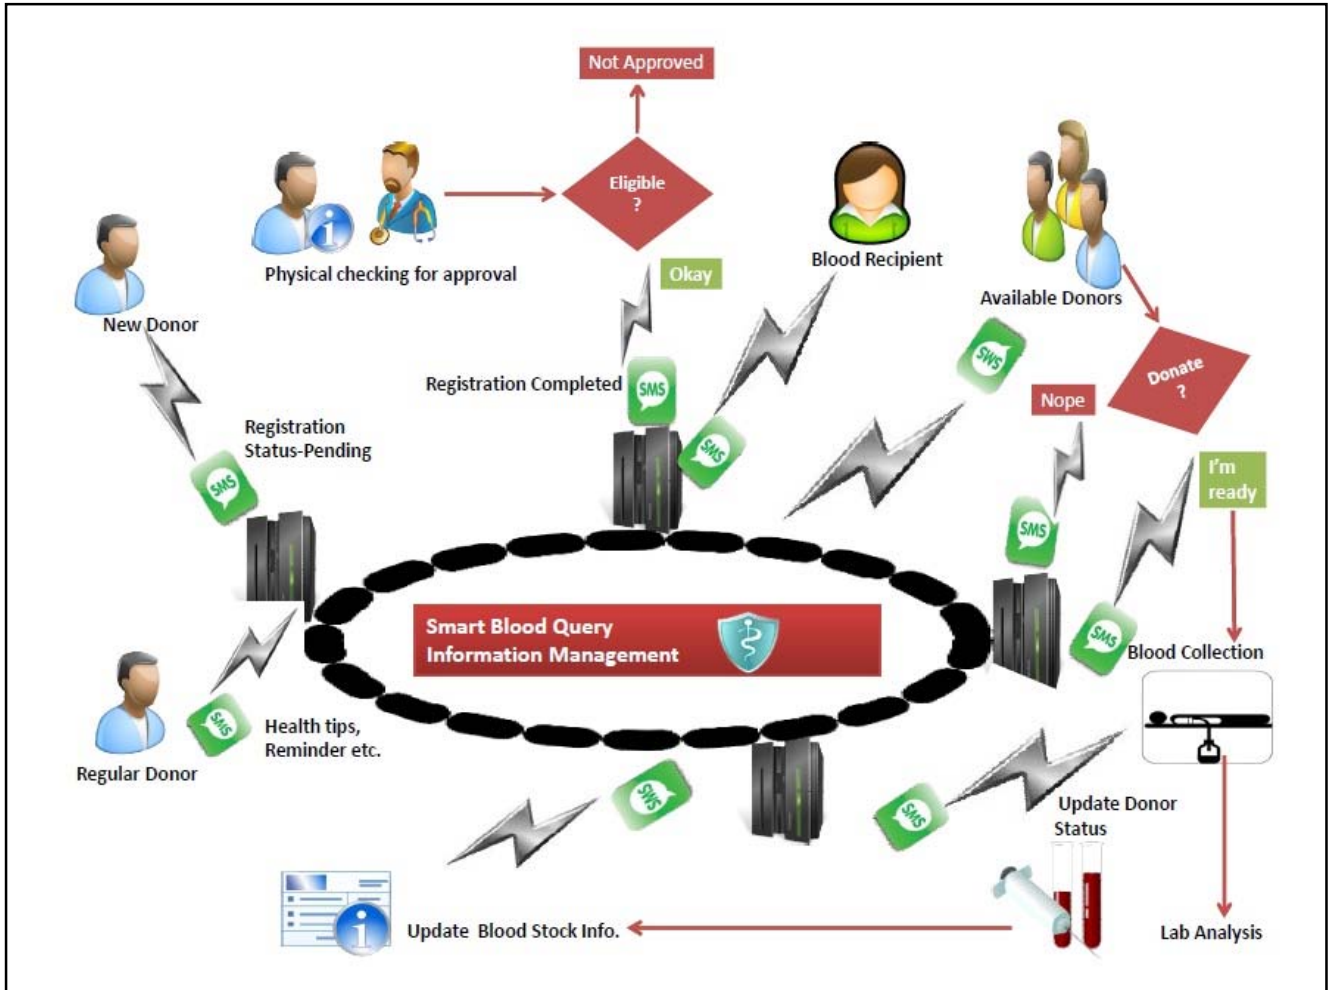 Not Approved
Eligible
?
Physical checking for approval
Okay
Blood Recipient
Available Donors
New Donor
Donate
?
Nope
Registration Completed
SMS
SMS
SMS
Registration
Status-Pending
SMS
I'm
ready
SMS
SMS
Blood Collection
Smart Blood Query
Information Management
Regular Donor
SMS
Health tips,
Reminder etc.
SMS
SMS
Update Donor
Status
Update Blood Stock Info.
Lab Analysis